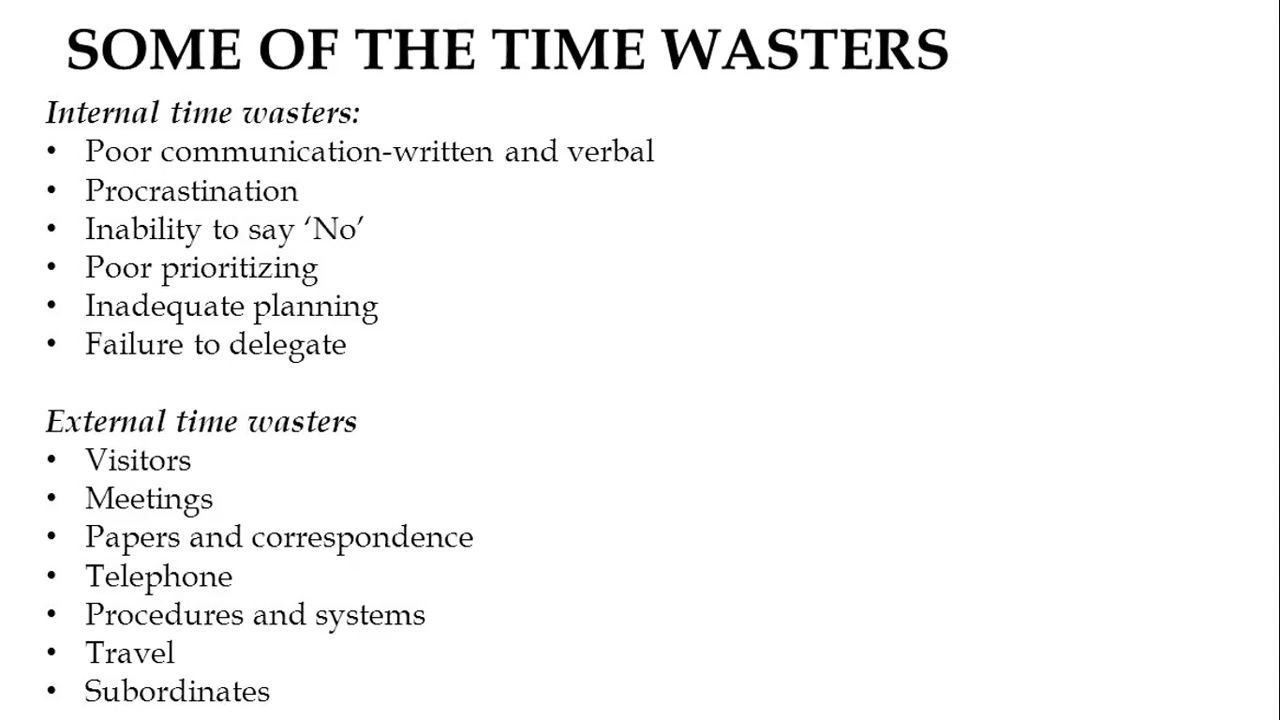 SOME OF THE TIME WASTERS
Internal time wasters:
• Poor communication-written and verbal
• Procrastination
• Inability to say ‘No’
• Poor prioritizing
• Inadequate planning
• Failure to delegate
External time wasters
• Visitors
• Meetings
• Papers and correspondence
• Telephone
• Procedures and systems
• Travel
• Subordinates